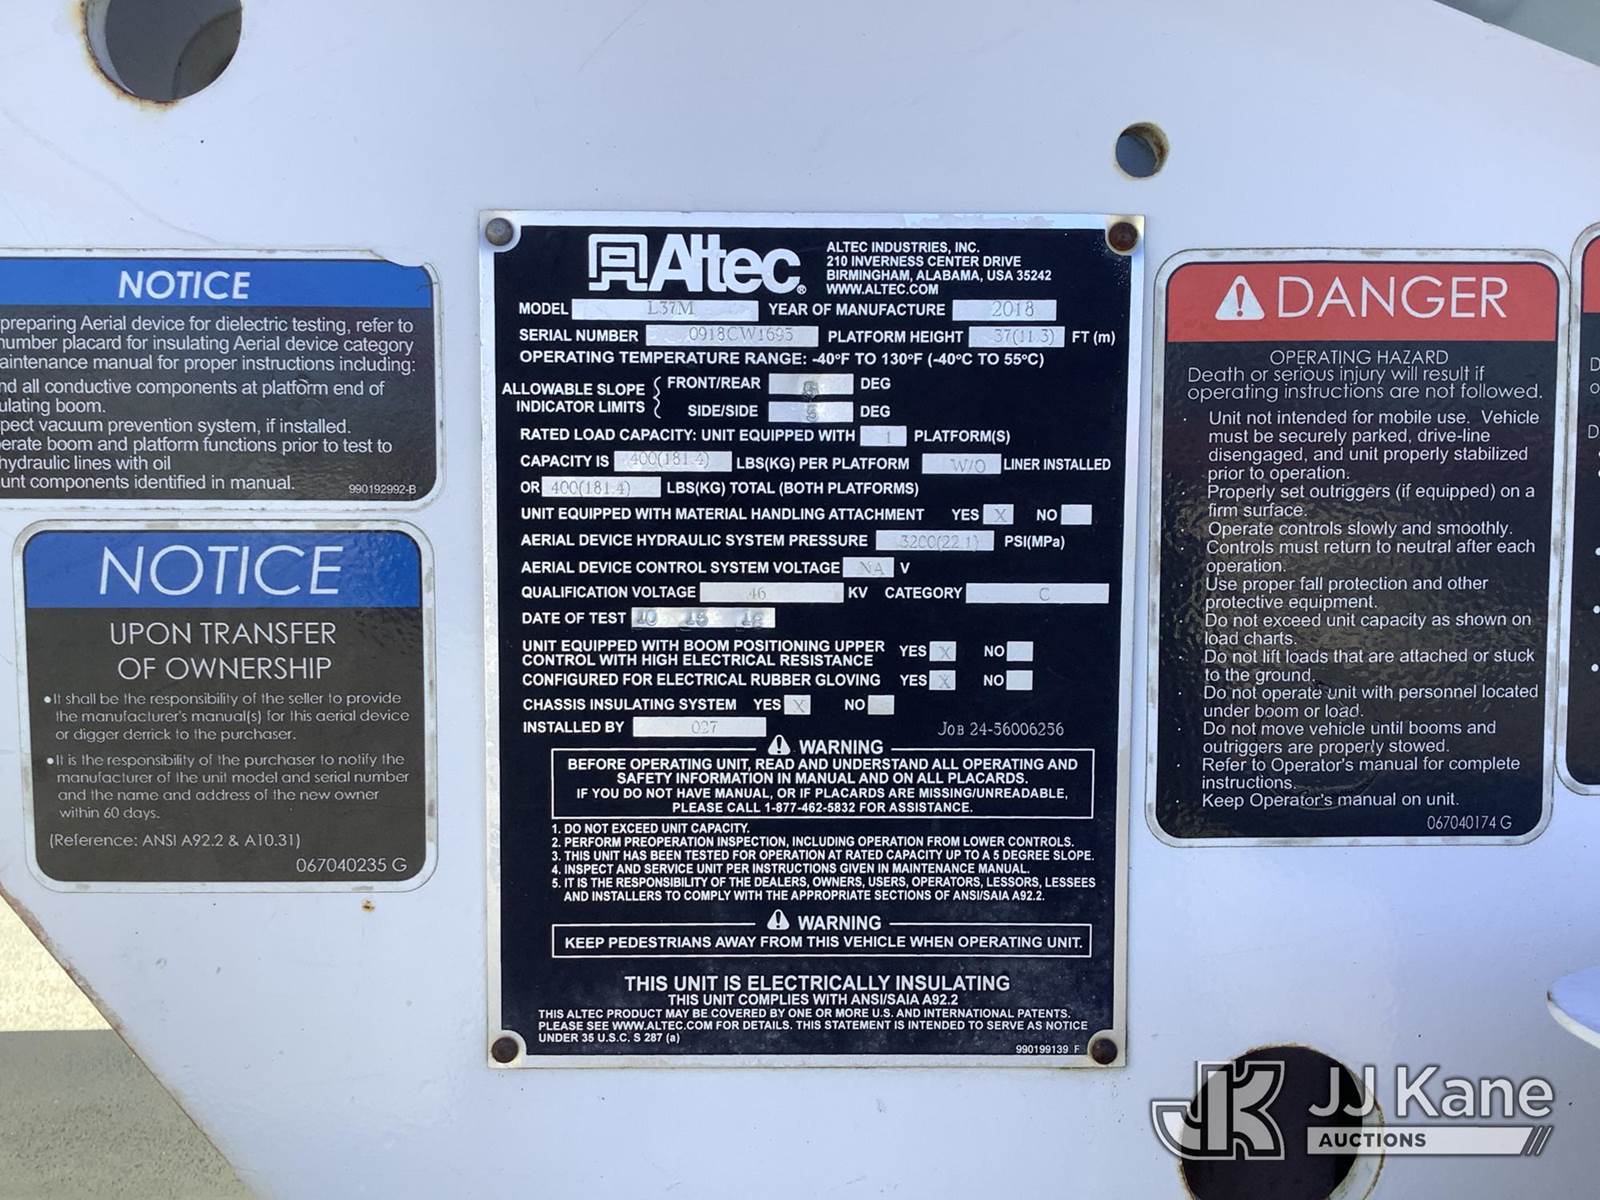 NOTICE
preparing Aerial device for dielectric testing, refer to
number placard for insulating Aerial device category
aintenance manual for proper instructions including:
nd all conductive components at platform end of
ulating boom.
pect vacuum prevention system, if installed.
erate boom and platform functions prior to test to
hydraulic lines with oil
unt components identified in manual.
990192992-B
NOTICE
UPON TRANSFER
OF OWNERSHIP
•It shall be the responsibility of the seller to provide
the manufacturer's manual(s) for this aerial device
or digger derrick to the purchaser.
•It is the responsibility of the purchaser to notify the
manufacturer of the unit model and serial number
and the name and address of the new owner
within 60 days.
(Reference: ANSI A92.2 & A10.31)
067040235 G
Altec®
ALTEC INDUSTRIES, INC.
210 INVERNESS CENTER DRIVE
BIRMINGHAM, ALABAMA, USA 35242
WWW.ALTEC.COM
MODEL L37M YEAR OF MANUFACTURE 2018
SERIAL NUMBER 0918CW1693 PLATFORM HEIGHT 37(11.3) FT (m)
OPERATING TEMPERATURE RANGE: -40°F TO 130°F (-40°C TO 55°C)
ALLOWABLE SLOPE
INDICATOR LIMITS
FRONT/REAR 5 DEG
SIDE/SIDE 5 DEG
RATED LOAD CAPACITY: UNIT EQUIPPED WITH 1 PLATFORM(S)
CAPACITY IS 400(181.4) LBS(KG) PER PLATFORM W/O LINER INSTALLED
OR 400(181.4) LBS(KG) TOTAL (BOTH PLATFORMS)
UNIT EQUIPPED WITH MATERIAL HANDLING ATTACHMENT YES X NO
AERIAL DEVICE HYDRAULIC SYSTEM PRESSURE 3200(22.1) PSI(MPa)
AERIAL DEVICE CONTROL SYSTEM VOLTAGE NA V
QUALIFICATION VOLTAGE 46 KV CATEGORY C
DATE OF TEST 10 18
UNIT EQUIPPED WITH BOOM POSITIONING UPPER
CONTROL WITH HIGH ELECTRICAL RESISTANCE YES X NO
CONFIGURED FOR ELECTRICAL RUBBER GLOVING YES X NO
CHASSIS INSULATING SYSTEM YES X NO
INSTALLED BY 027 JOB 24-56006256
WARNING
BEFORE OPERATING UNIT, READ AND UNDERSTAND ALL OPERATING AND
SAFETY INFORMATION IN MANUAL AND ON ALL PLACARDS.
IF YOU DO NOT HAVE MANUAL, OR IF PLACARDS ARE MISSING/UNREADABLE,
PLEASE CALL 1-877-462-5832 FOR ASSISTANCE.
1. DO NOT EXCEED UNIT CAPACITY.
2. PERFORM PREOPERATION INSPECTION, INCLUDING OPERATION FROM LOWER CONTROLS.
3. THIS UNIT HAS BEEN TESTED FOR OPERATION AT RATED CAPACITY UP TO A 5 DEGREE SLOPE.
4. INSPECT AND SERVICE UNIT PER INSTRUCTIONS GIVEN IN MAINTENANCE MANUAL.
5. IT IS THE RESPONSIBILITY OF THE DEALERS, OWNERS, USERS, OPERATORS, LESSORS, LESSEES
AND INSTALLERS TO COMPLY WITH THE APPROPRIATE SECTIONS OF ANSI/SAIA A92.2.
WARNING
KEEP PEDESTRIANS AWAY FROM THIS VEHICLE WHEN OPERATING UNIT.
THIS UNIT IS ELECTRICALLY INSULATING
THIS UNIT COMPLIES WITH ANSI/SAIA A92.2
THIS ALTEC PRODUCT MAY BE COVERED BY ONE OR MORE U.S. AND INTERNATIONAL PATENTS.
PLEASE SEE WWW.ALTEC.COM FOR DETAILS. THIS STATEMENT IS INTENDED TO SERVE AS NOTICE
UNDER 35 U.S.C. S 287 (a)
990199139 F
DANGER
OPERATING HAZARD
Death or serious injury will result if
operating instructions are not followed.
· Unit not intended for mobile use. Vehicle
must be securely parked, drive-line
disengaged, and unit properly stabilized
prior to operation.
· Properly set outriggers (if equipped) on a
firm surface.
· Operate controls slowly and smoothly.
· Controls must return to neutral after each
operation.
· Use proper fall protection and other
protective equipment.
· Do not exceed unit capacity as shown on
load charts.
· Do not lift loads that are attached or stuck
to the ground.
· Do not operate unit with personnel located
under boom or load.
· Do not move vehicle until booms and
outriggers are properly stowed.
· Refer to Operator's manual for complete
instructions.
· Keep Operator's manual on unit.
067040174 G
JK JJ Kane
AUCTIONS